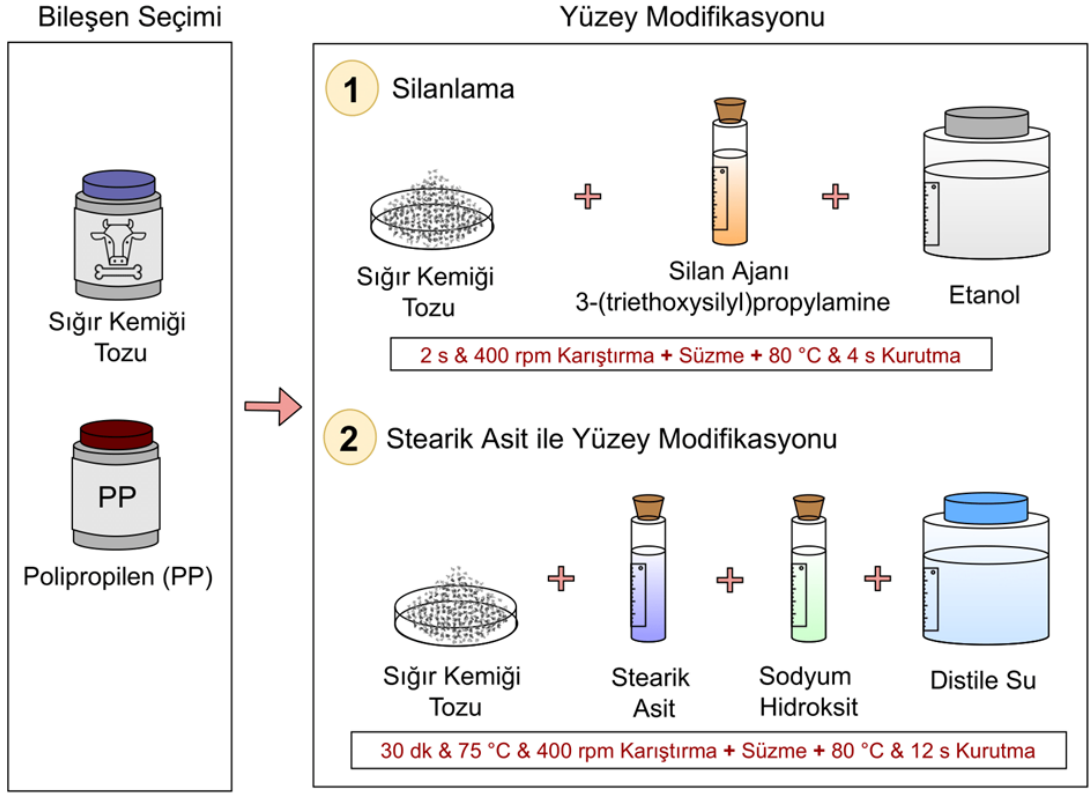 Bileşen Seçimi
Sığır Kemiği
Tozu
PP
Polipropilen (PP)
Yüzey Modifikasyonu
1 Silanlama
Sığır Kemiği
Tozu
Silan Ajanı
3-(triethoxysilyl)propylamine
Etanol
2 s & 400 rpm Karıştırma + Süzme + 80 °C & 4 s Kurutma
2 Stearik Asit ile Yüzey Modifikasyonu
Sığır Kemiği
Tozu
Stearik
Asit
Sodyum
Hidroksit
Distile Su
30 dk & 75 °C & 400 rpm Karıştırma + Süzme + 80 °C & 12 s Kurutma